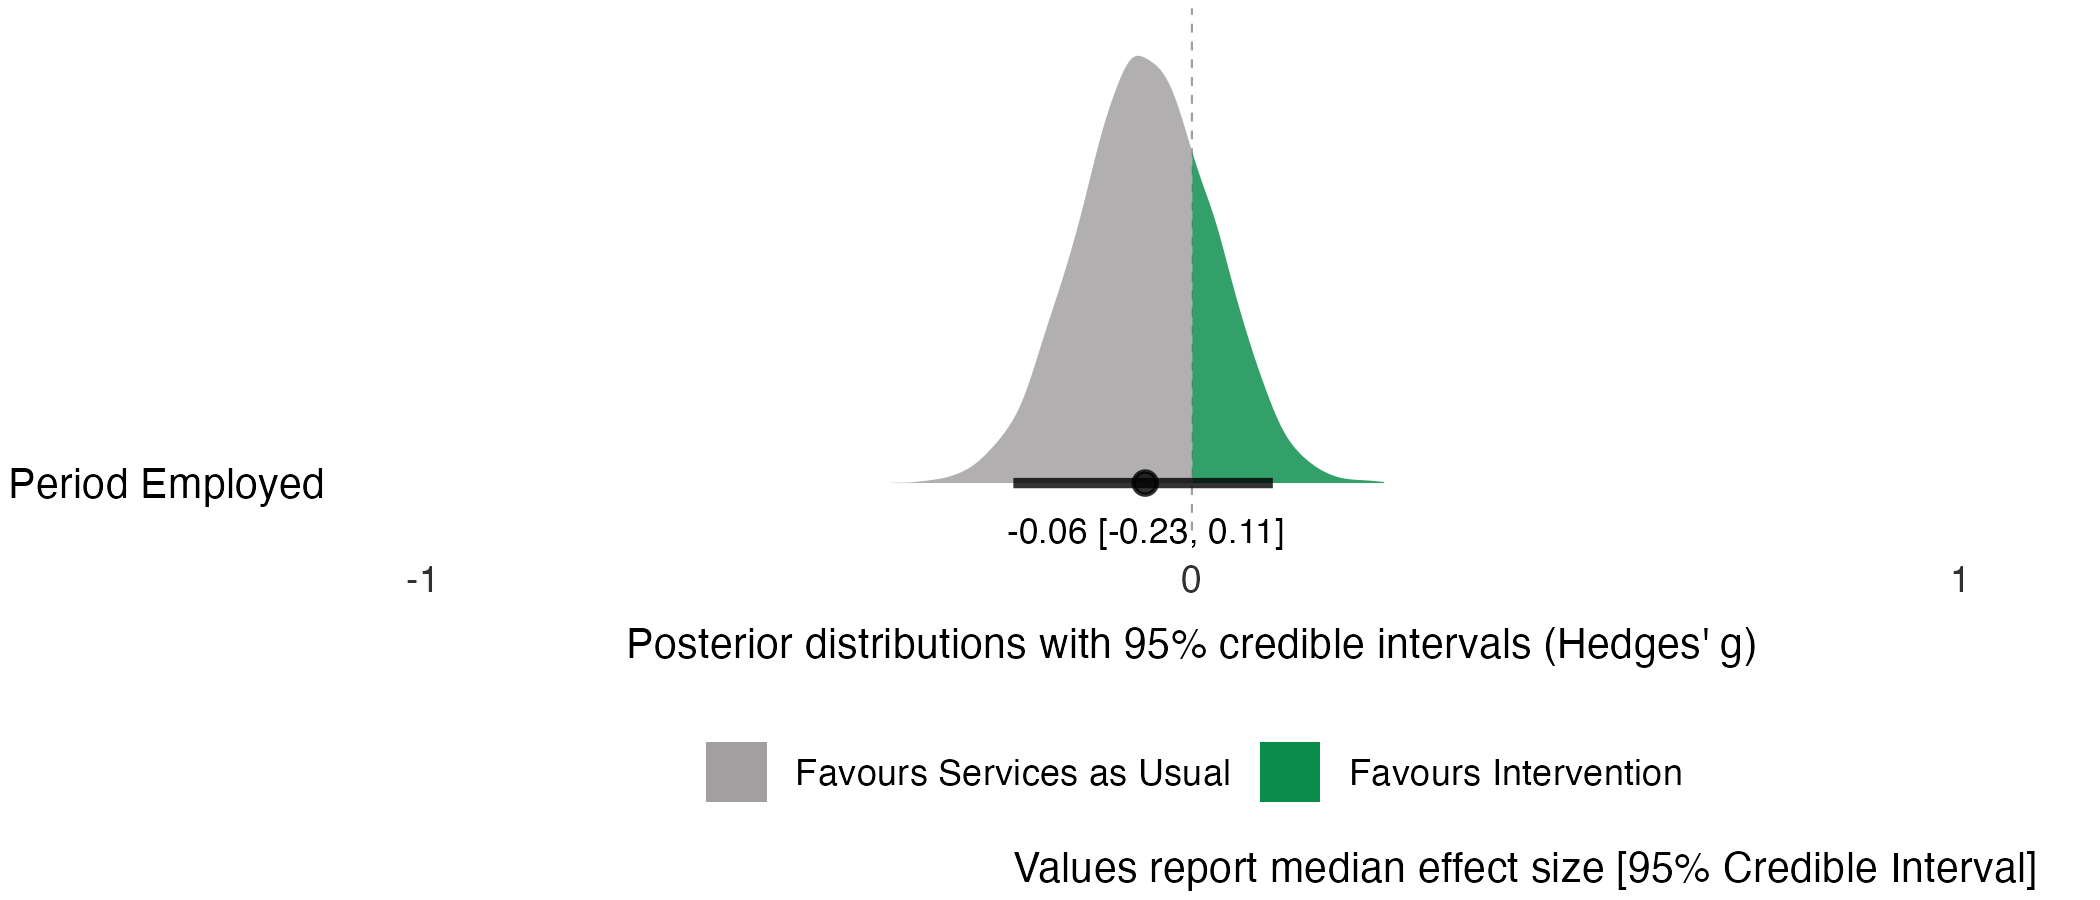 Period Employed
-0.06 [-0.23, 0.11]
-1 0 1
Posterior distributions with 95% credible intervals (Hedges' g)
Favours Services as Usual Favours Intervention
Values report median effect size [95% Credible Interval]